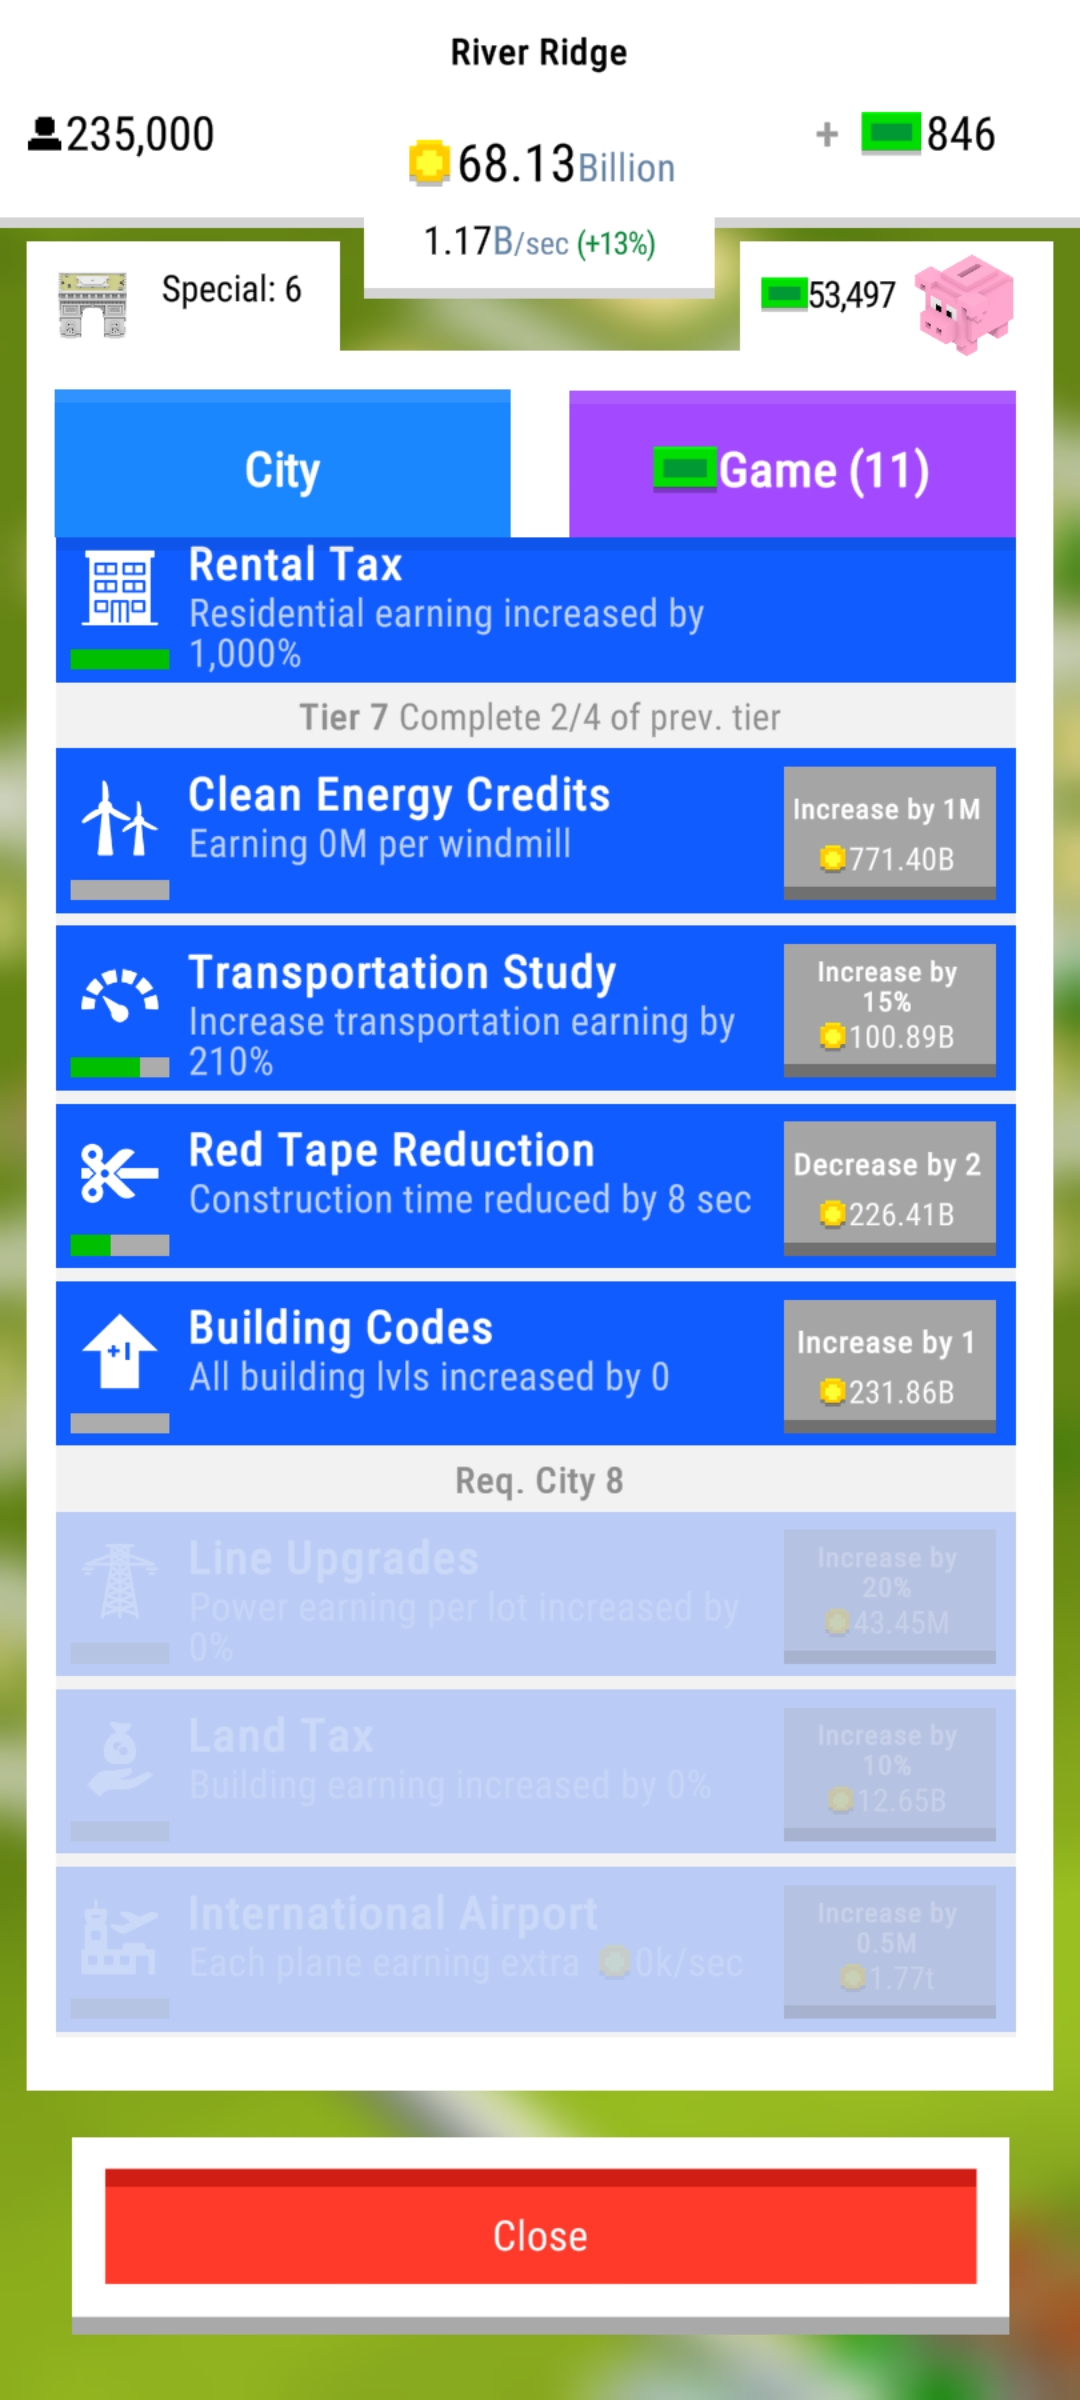 River Ridge
235,000
68.13Billion
+ 846
1.17B/sec (+13%)
Special: 6
53,497
City
Game (11)
Rental Tax
Residential earning increased by
1,000%
Tier 7 Complete 2/4 of prev. tier
Clean Energy Credits
Earning 0M per windmill
Increase by 1M
771.40B
Transportation Study
Increase transportation earning by
210%
Increase by
15%
100.89B
Red Tape Reduction
Construction time reduced by 8 sec
Decrease by 2
226.41B
+1
Building Codes
All building lvls increased by 0
Increase by 1
231.86B
Req. City 8
Line Upgrades
Power earning per lot increased by
0%
Increase by
20%
43.45M
Land Tax
Building earning increased by 0%
Increase by
10%
12.65B
International Airport
Each plane earning extra 0k/sec
Increase by
0.5M
1.77t
Close